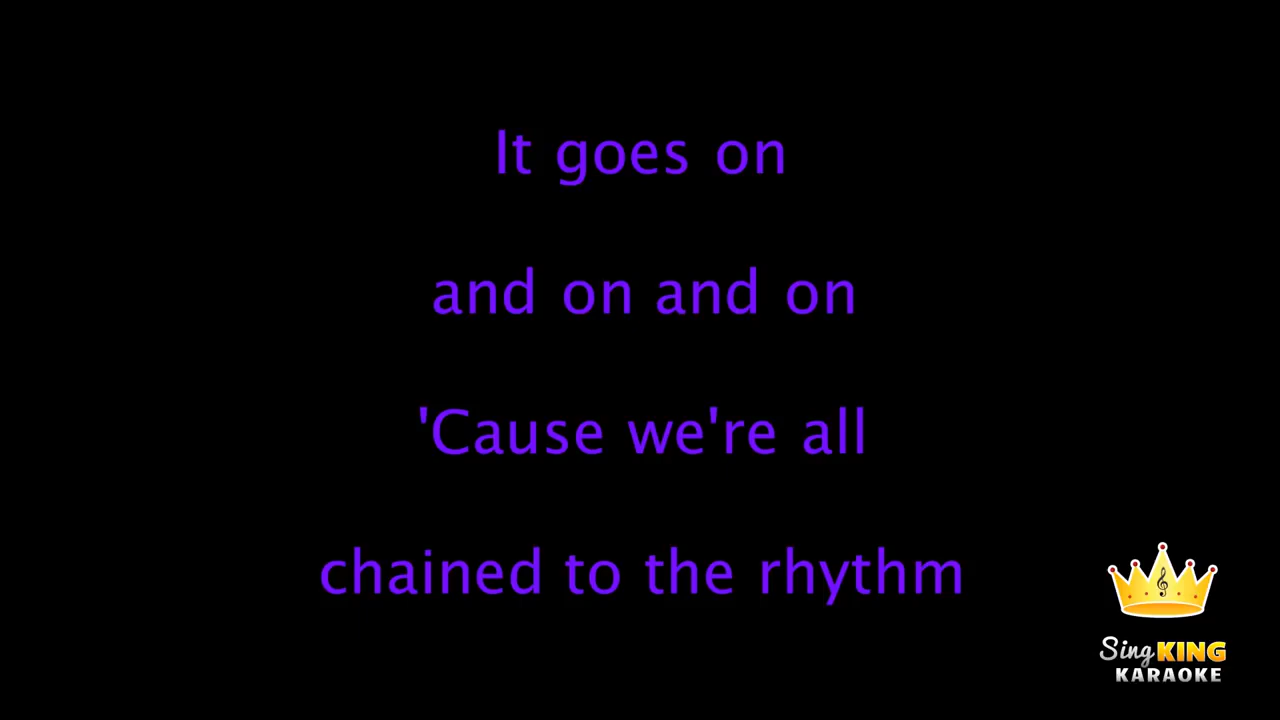 It goes on
and on and on
'Cause we're all
chained to the rhythm
Sing KING
KARAOKE